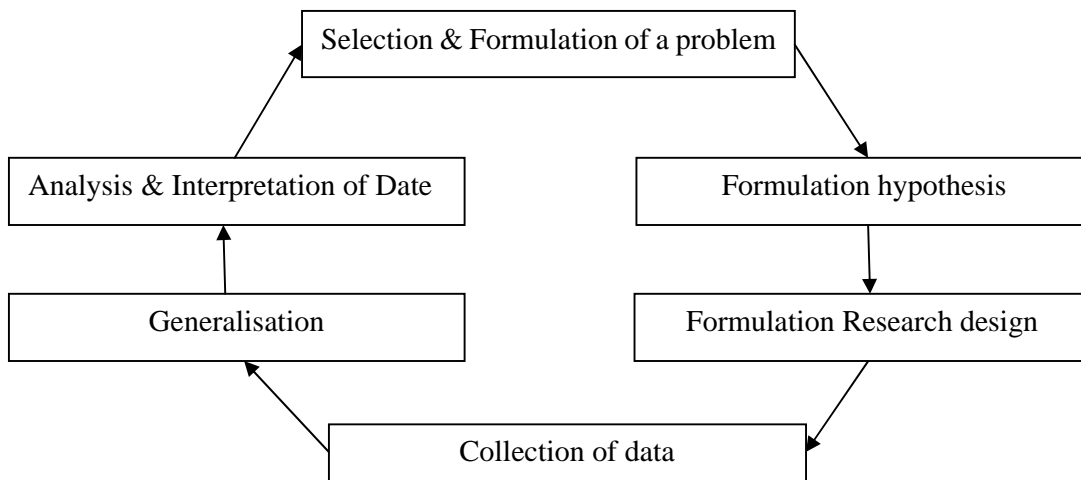 Selection & Formulation of a problem
Analysis & Interpretation of Date
Formulation hypothesis
Generalisation
Formulation Research design
Collection of data